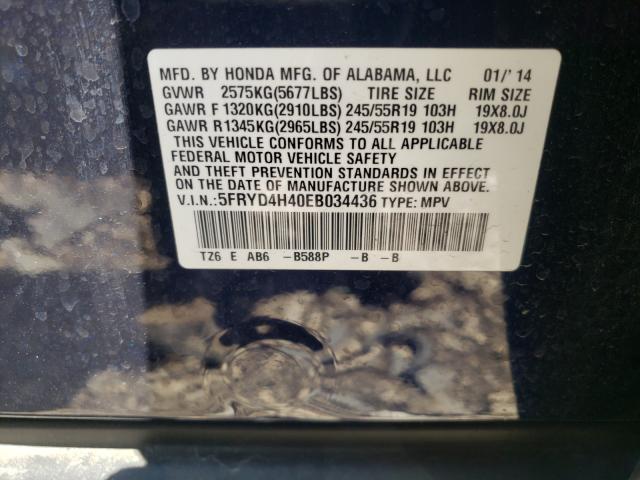 MFD. BY HONDA MFG. OF ALABAMA, LLC 01/' 14
GVWR 2575KG(5677LBS) TIRE SIZE RIM SIZE
GAWR F 1320KG(2910LBS) 245/55R19 103H 19X8.0J
GAWR R1345KG(2965LBS) 245/55R19 103H 19X8.0J
THIS VEHICLE CONFORMS TO ALL APPLICABLE
FEDERAL MOTOR VEHICLE SAFETY
AND THEFT PREVENTION STANDARDS IN EFFECT
ON THE DATE OF MANUFACTURE SHOWN ABOVE.
V.I.N.:5FRYD4H40EB034436 TYPE: MPV
TZ6 E AB6 -B588P -B -B